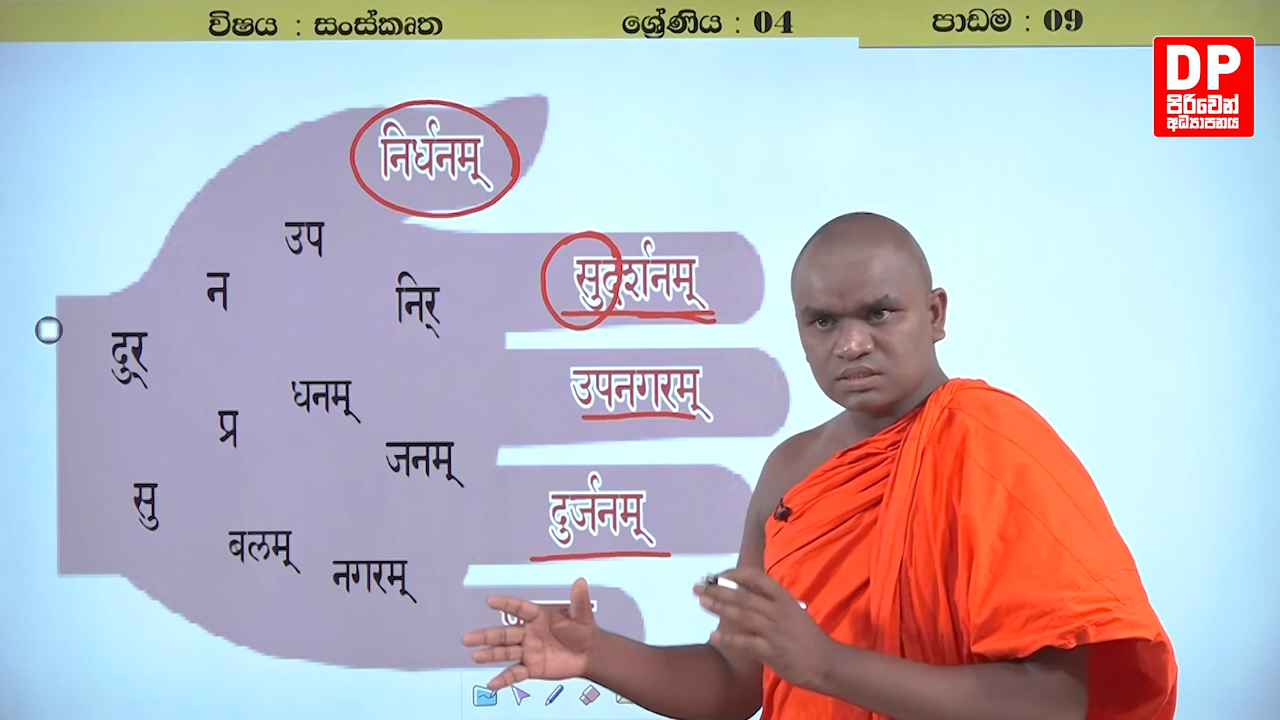 විෂය : සංස්කෘත ශ්‍රේණිය : 04 පාඩම : 09
DP
පිරිවෙන්
අධ්‍යාපනය
निर्धनम्
उप
सुदर्शनम्
न
निर्
दुर्
उपनगरम्
धनम्
प्र
जनम्
सु
दुर्जनम्
बलम्
नगरम्